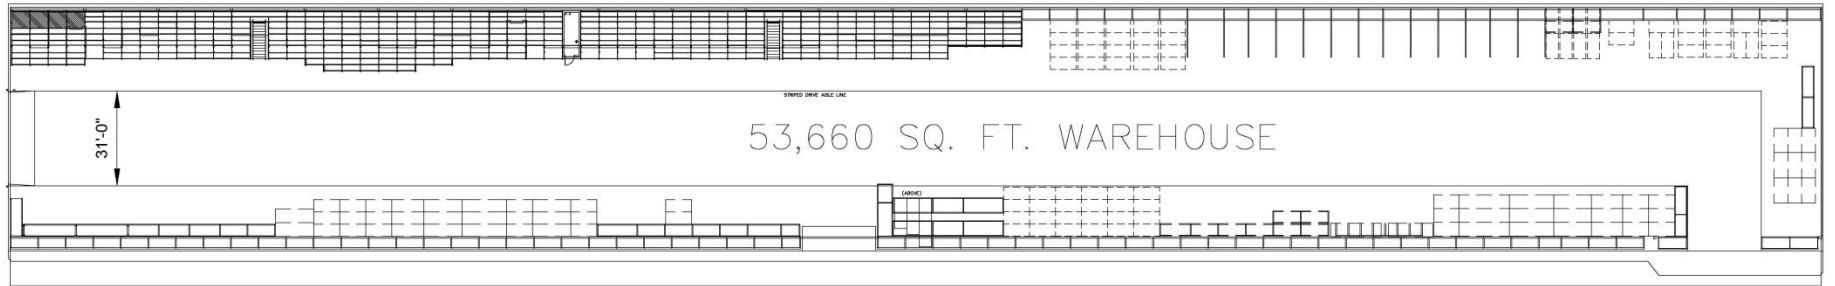 STRIPED DRIVE AISLE LINE
31'-0"
53,660 SQ. FT. WAREHOUSE
(ABOVE)